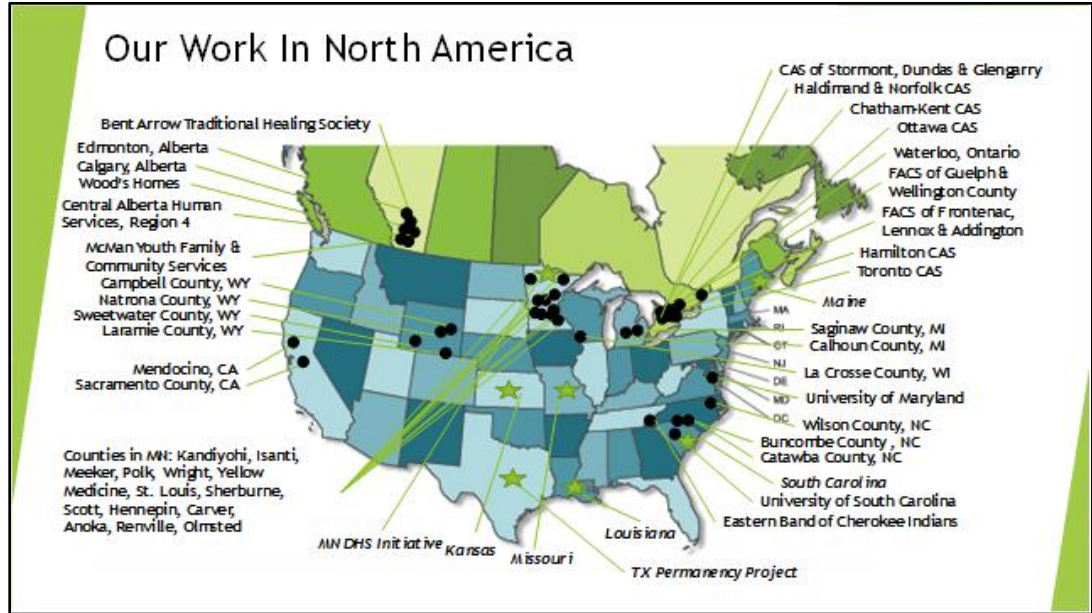 Our Work In North America
Bent Arrow Traditional Healing Society
Edmonton, Alberta
Calgary, Alberta
Wood's Homes
Central Alberta Human
Services, Region 4
McMan Youth Family &
Community Services
Campbell County, WY
Natrona County, WY
Sweetwater County, WY
Laramie County, WY
Mendocino, CA
Sacramento County, CA
Counties in MN: Kandiyohi, Isanti,
Meeker, Polk, Wright, Yellow
Medicine, St. Louis, Sherburne,
Scott, Hennepin, Carver,
Anoka, Renville, Olmsted
MN DHS Initiative
Kansas
Missouri
TX Permanency Project
Louisiana
CAS of Stormont, Dundas & Glengarry
Haldimand & Norfolk CAS
Chatham-Kent CAS
Ottawa CAS
Waterloo, Ontario
FACS of Guelph &
Wellington County
FACS of Frontenac,
Lennox & Addington
Hamilton CAS
Toronto CAS
Maine
MA
RI
CT
NJ
DE
MD
DC
Saginaw County, MI
Calhoun County, MI
La Crosse County, WI
University of Maryland
Wilson County, NC
Buncombe County , NC
Catawba County, NC
South Carolina
University of South Carolina
Eastern Band of Cherokee Indians